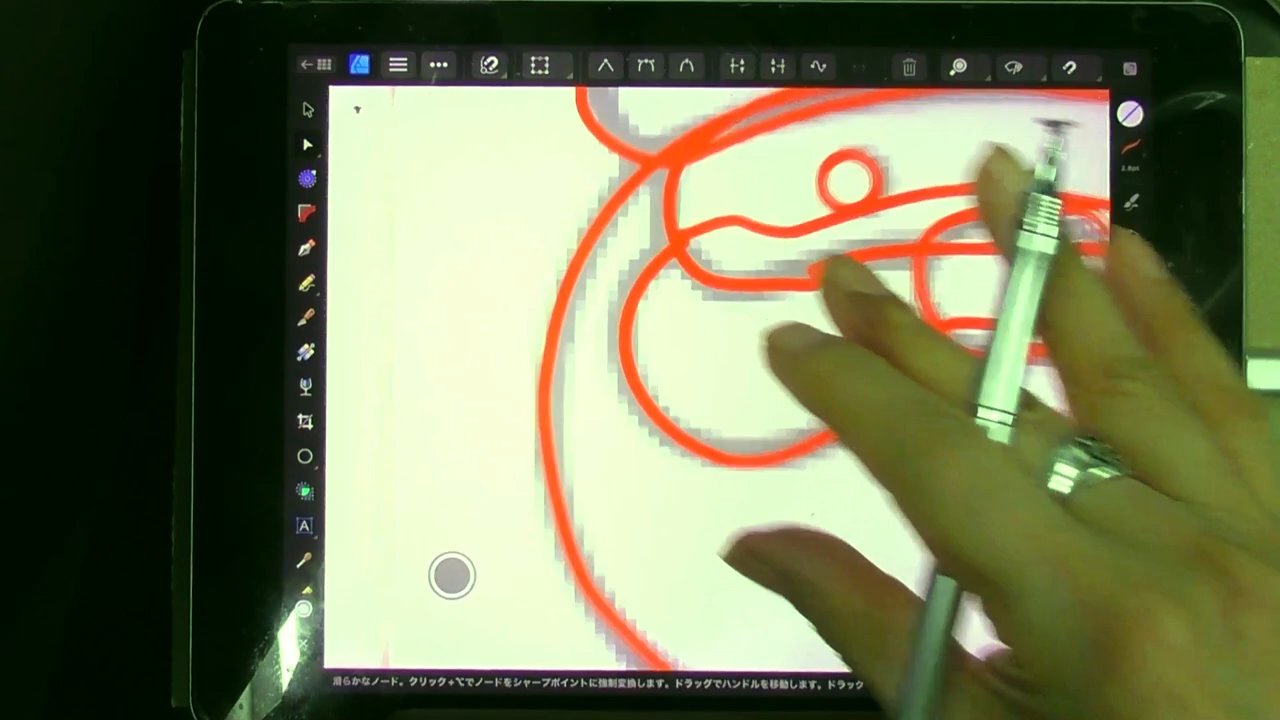 A
滑らかなノード。クリック+⌥でノードをシャープポイントに強制変換します。ドラッグでハンドルを移動します。ドラック